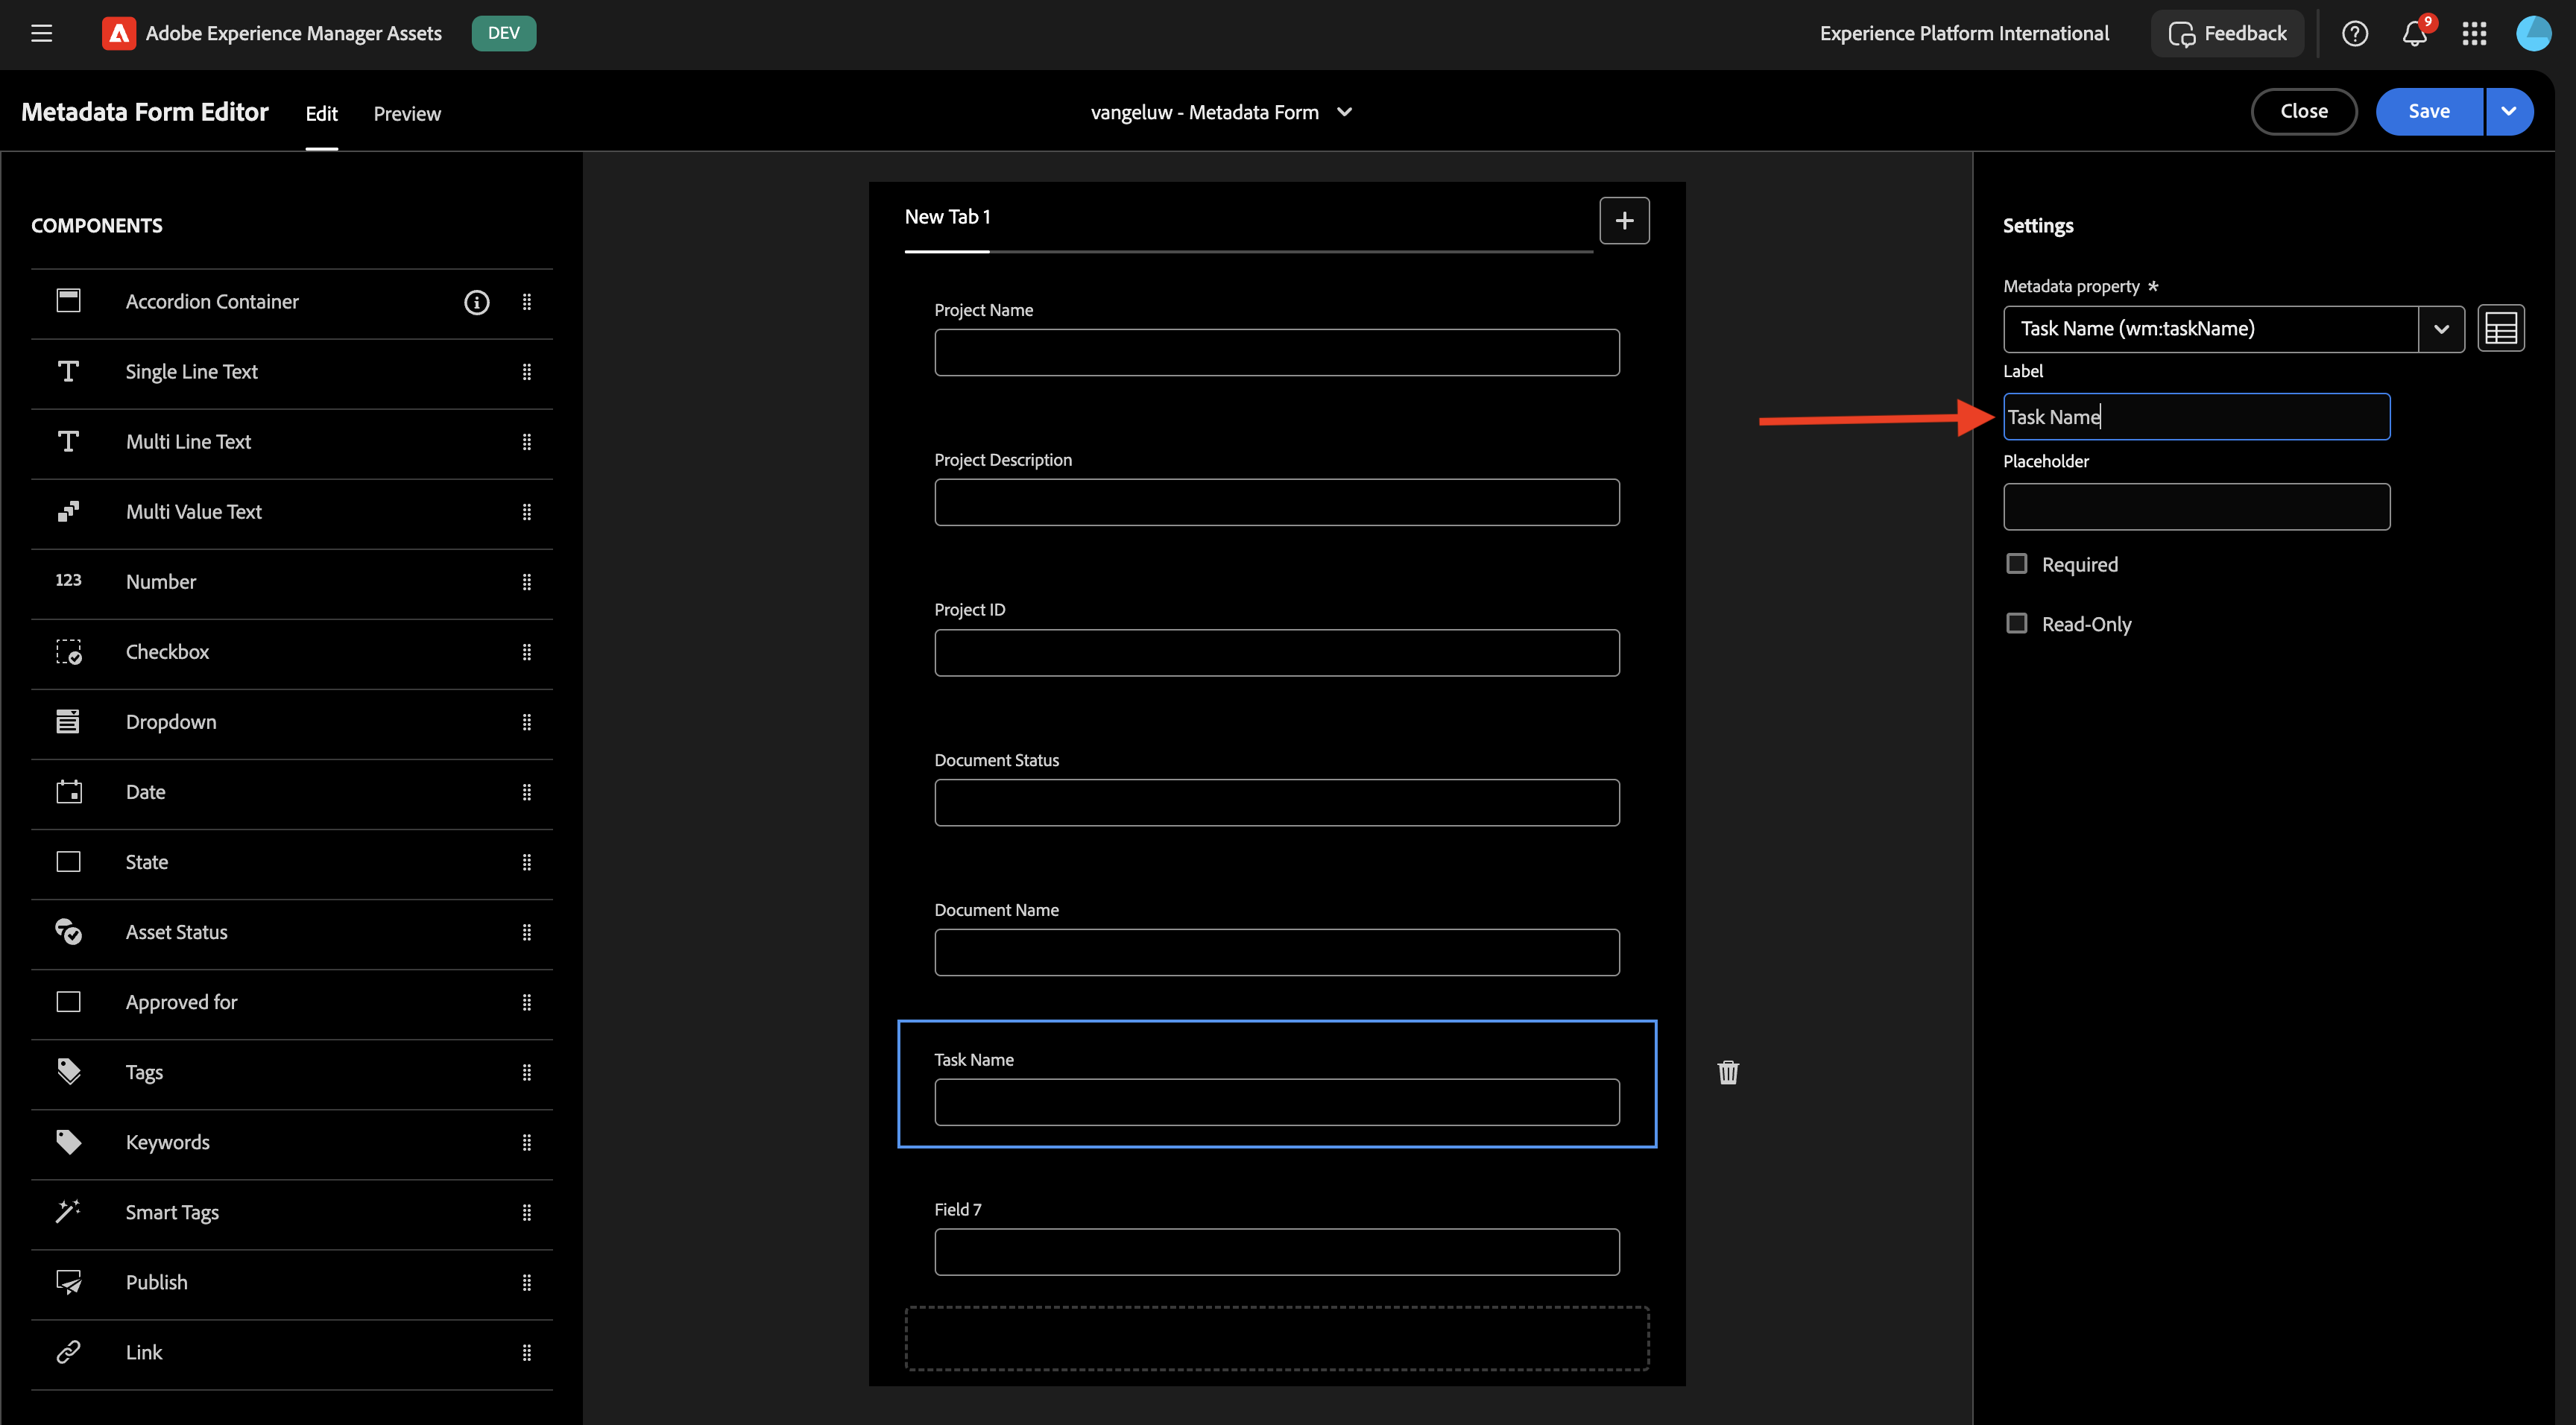 Adobe Experience Manager Assets
DEV
Experience Platform International
Feedback
9
Metadata Form Editor
Edit
Preview
vangeluw - Metadata Form
Close
Save
COMPONENTS
Accordion Container
Single Line Text
Multi Line Text
Multi Value Text
123
Number
Checkbox
Dropdown
Date
State
Asset Status
Approved for
Tags
Keywords
Smart Tags
Publish
Link
New Tab 1
Project Name
Project Description
Project ID
Document Status
Document Name
Task Name
Field 7
Settings
Metadata property *
Task Name (wm:taskName)
Label
Task Name
Placeholder
Required
Read-Only